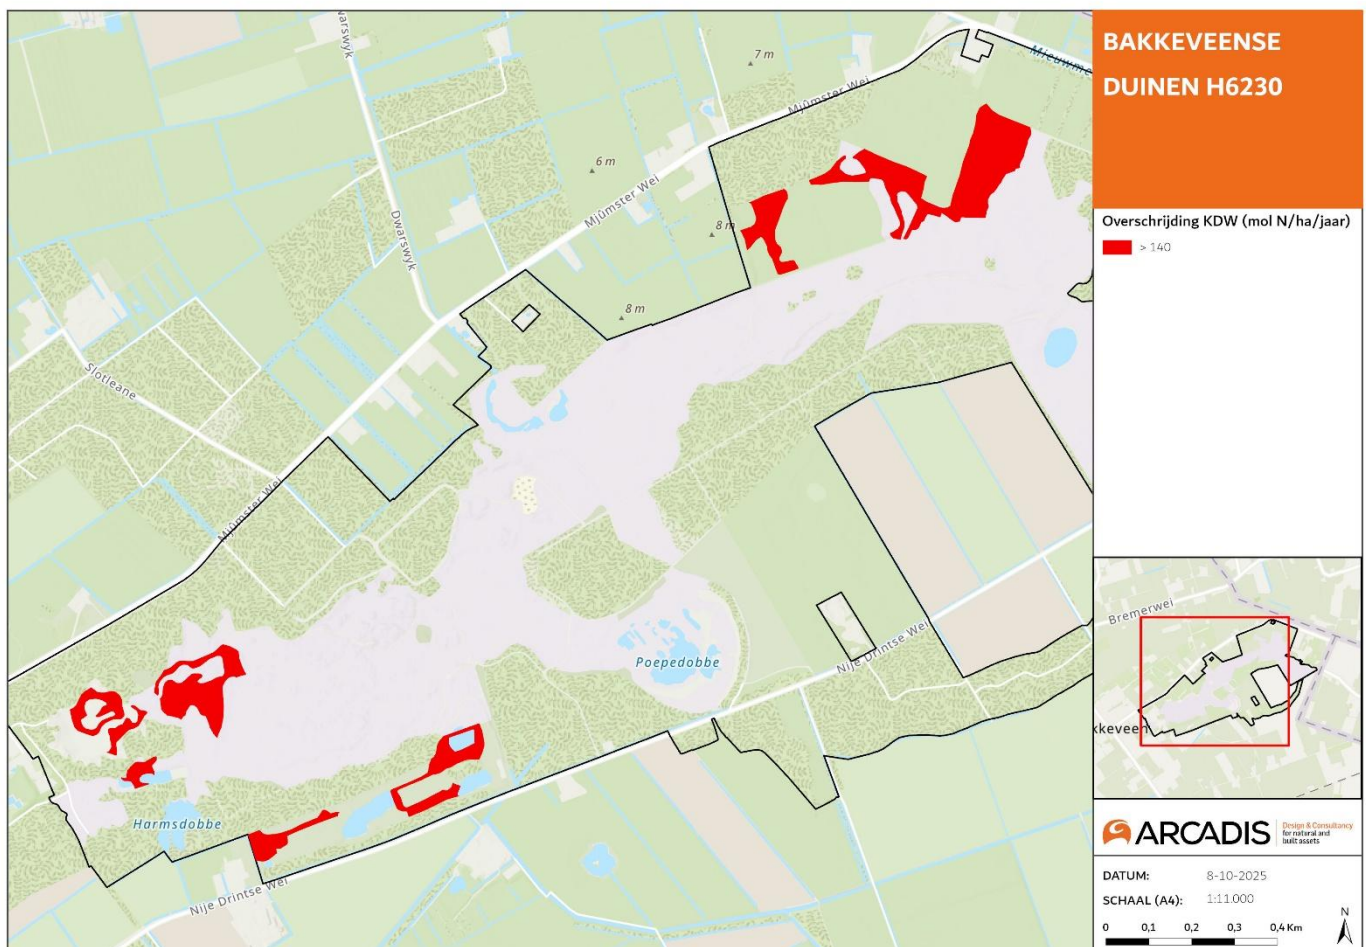 BAKKEVEENSE
DUINEN H6230
Overschrijding KDW (mol N/ha/jaar)
> 140
warswyk
7 m
Mieuwme
Mjûmster Wei
6 m
Mjûmster Wei
Dwarswyk
8 m
8 m
Slotleane
Mjûmster Wei
Poepedobbe
Nije Drintse Wei
Harmsdobbe
Nije Drintse Wei
Bremerwei
kkeveen
ARCADIS
Design & Consultancy
for natural and
built assets
DATUM: 8-10-2025
SCHAAL (A4): 1:11.000
N
0 0,1 0,2 0,3 0,4 Km